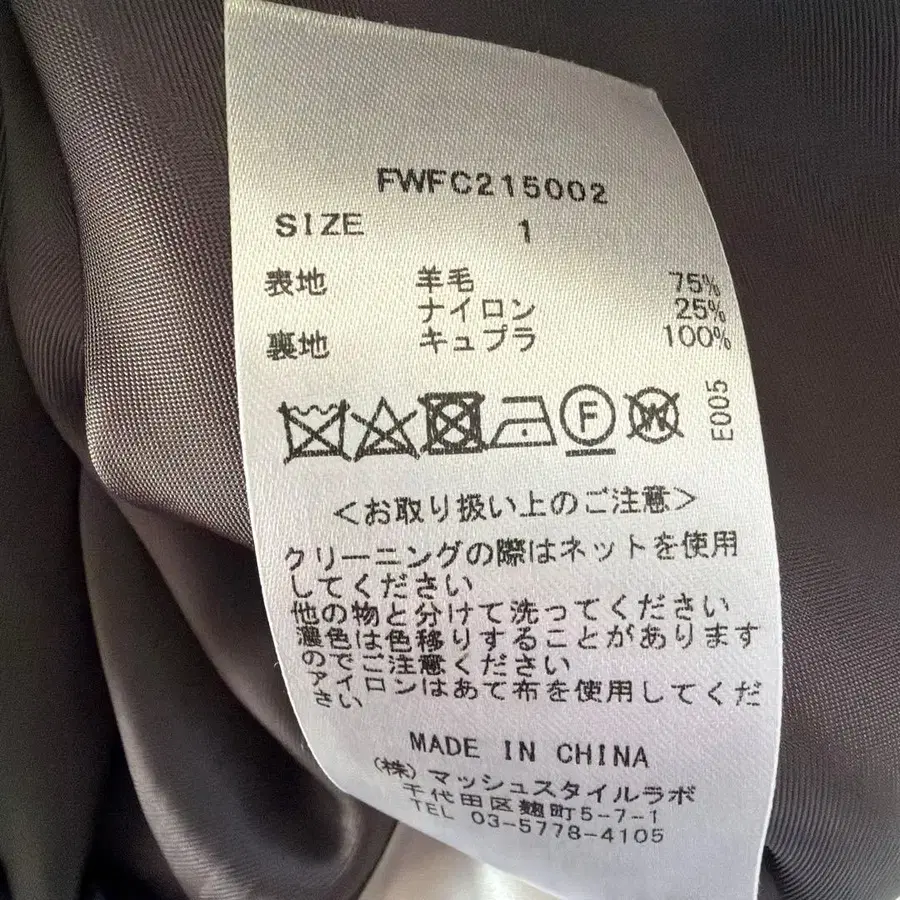 FWFC215002
SIZE 1
表地 羊毛 75%
ナイロン 25%
裏地 キュプラ 100%
F W E005
<お取り扱い上のご注意>
クリーニングの際はネットを使用
してください
他の物と分けて洗ってください
濃色は色移りすることがあります
のでご注意ください
アイロンはあて布を使用してくだ
さい
MADE IN CHINA
(株)マッシュスタイルラボ
千代田区麹町5-7-1
TEL 03-5778-4105